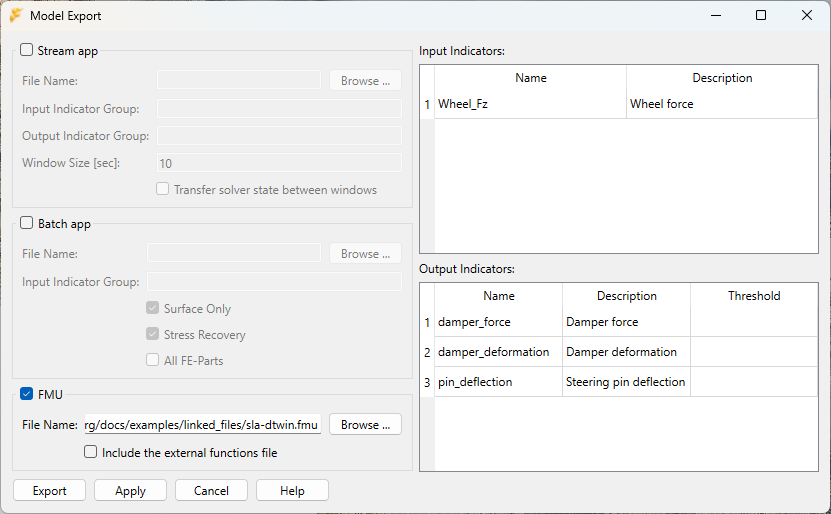 Model Export
Stream app
File Name:
Browse ...
Input Indicator Group:
Output Indicator Group:
Window Size [sec]:
10
Transfer solver state between windows
Batch app
File Name:
Browse ...
Input Indicator Group:
Surface Only
Stress Recovery
All FE-Parts
FMU
File Name:
rg/docs/examples/linked_files/sla-dtwin.fmu
Browse ...
Include the external functions file
Export
Apply
Cancel
Help
Input Indicators:
Name Description
1 Wheel_Fz Wheel force
Output Indicators:
Name Description Threshold
1 damper_force Damper force
2 damper_deformation Damper deformation
3 pin_deflection Steering pin deflection